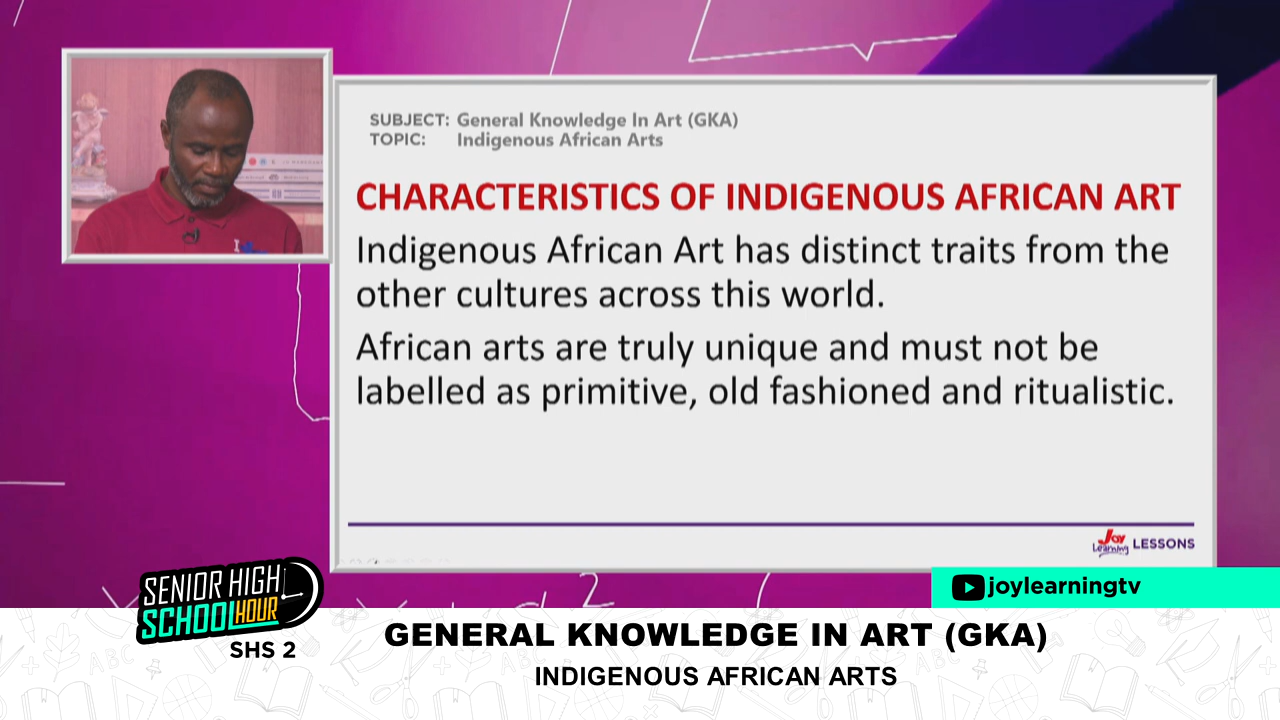 SUBJECT: General Knowledge In Art (GKA)
TOPIC: Indigenous African Arts
CHARACTERISTICS OF INDIGENOUS AFRICAN ART
Indigenous African Art has distinct traits from the
other cultures across this world.
African arts are truly unique and must not be
labelled as primitive, old fashioned and ritualistic.
Joy Learning LESSONS
joylearningtv
SENIOR HIGH
SCHOOL HOUR
SHS 2
GENERAL KNOWLEDGE IN ART (GKA)
INDIGENOUS AFRICAN ARTS